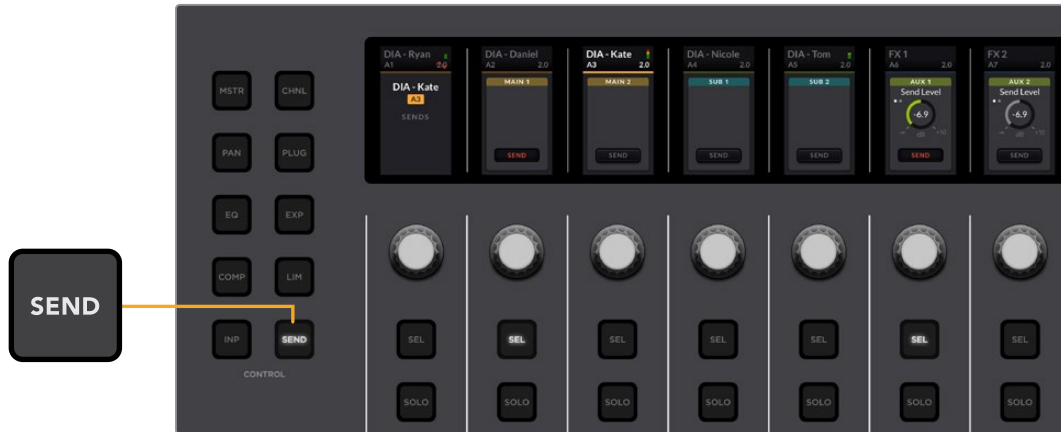 DIA - Ryan DIA - Daniel DIA - Kate DIA - Nicole DIA - Tom FX 1 FX 2
A1 2.0 A2 2.0 A3 2.0 A4 2.0 A5 2.0 A6 2.0 A7 2.0
MAIN 1 MAIN 2 SUB 1 SUB 2 AUX 1 AUX 2
DIA - Kate Send Level Send Level
A3
SENDS -6.9 -6.9
-∞ dB +10 -∞ dB +10
SEND SEND SEND SEND SEND SEND
MSTR CHNL
PAN PLUG
EQ EXP
COMP LIM
SEND
INP SEND SEL SEL SEL SEL SEL SEL SEL
CONTROL
SOLO SOLO SOLO SOLO SOLO SOLO SOLO